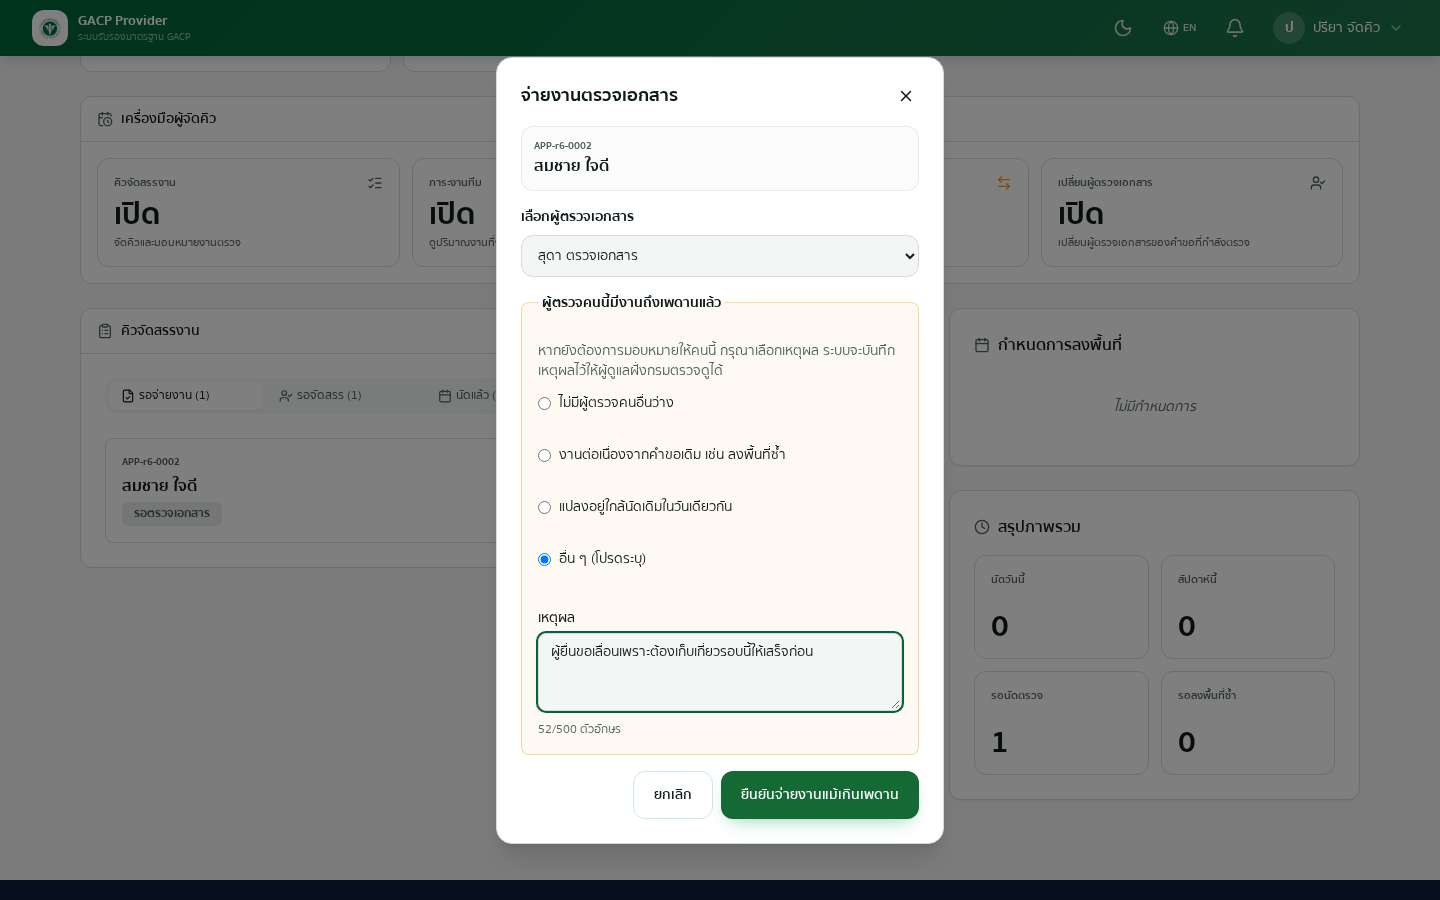 GACP Provider
ระบบรับรองมาตรฐาน GACP
EN
ป
ปรียา จัดคิว
เครื่องมือผู้จัดคิว
คิวจัดสรรงาน
เปิด
จัดคิวและมอบหมายงานตรวจ
ภาระงานทีม
เปิด
ดูปริมาณงานที่
เปลี่ยนผู้ตรวจเอกสาร
เปิด
เปลี่ยนผู้ตรวจเอกสารของคำขอที่กำลังตรวจ
คิวจัดสรรงาน
รอจ่ายงาน (1)
รอจัดสรร (1)
นัดแล้ว (
APP-r6-0002
สมชาย ใจดี
รอตรวจเอกสาร
จ่ายงานตรวจเอกสาร
APP-r6-0002
สมชาย ใจดี
เลือกผู้ตรวจเอกสาร
สุดา ตรวจเอกสาร
ผู้ตรวจคนนี้มีงานถึงเพดานแล้ว
หากยังต้องการมอบหมายให้คนนี้ กรุณาเลือกเหตุผล ระบบจะบันทึก
เหตุผลไว้ให้ผู้ดูแลฝั่งกรมตรวจดูได้
ไม่มีผู้ตรวจคนอื่นว่าง
งานต่อเนื่องจากคำขอเดิม เช่น ลงพื้นที่ซ้ำ
แปลงอยู่ใกล้นัดเดิมในวันเดียวกัน
อื่น ๆ (โปรดระบุ)
เหตุผล
ผู้ยื่นขอเลื่อนเพราะต้องเก็บเกี่ยวรอบนี้ให้เสร็จก่อน
52/500 ตัวอักษร
ยกเลิก
ยืนยันจ่ายงานแม้เกินเพดาน
กำหนดการลงพื้นที่
ไม่มีกำหนดการ
สรุปภาพรวม
นัดวันนี้
0
สัปดาห์นี้
0
รอนัดตรวจ
1
รอลงพื้นที่ซ้ำ
0